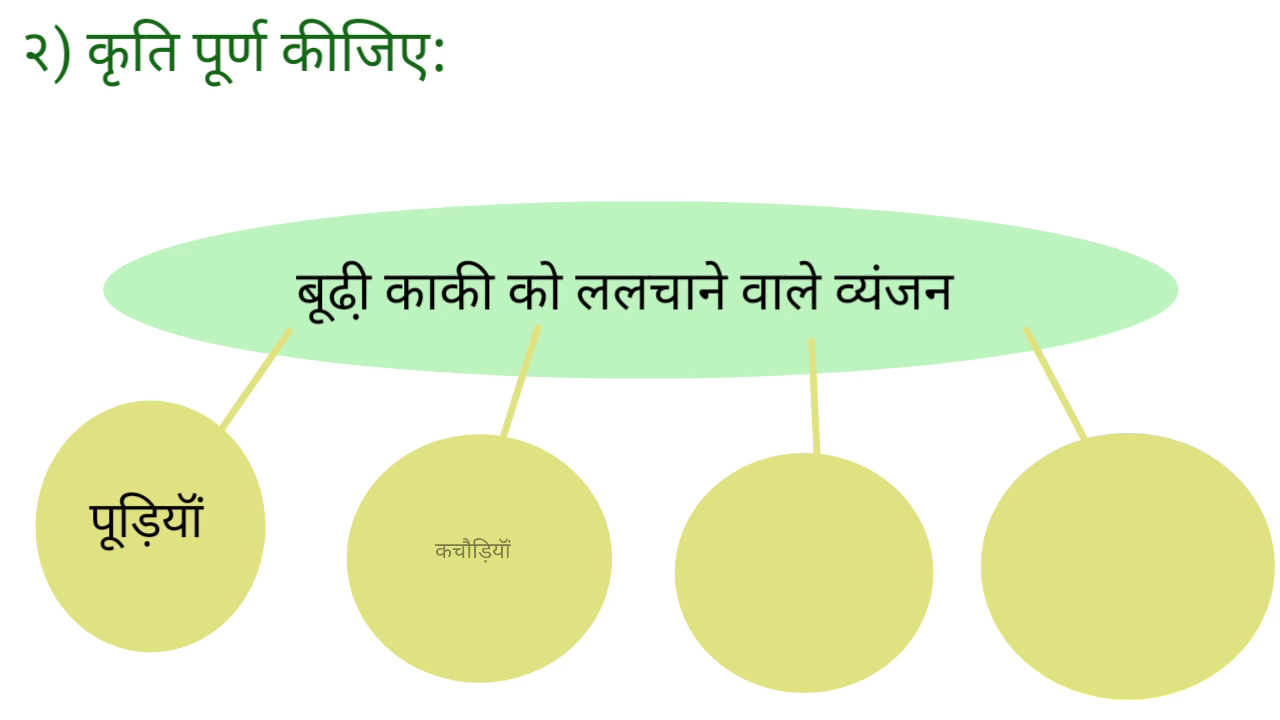 २) कृति पूर्ण कीजिए:
बूढ़ी काकी को ललचाने वाले व्यंजन
पूड़ियॉं
कचौड़ियॉं